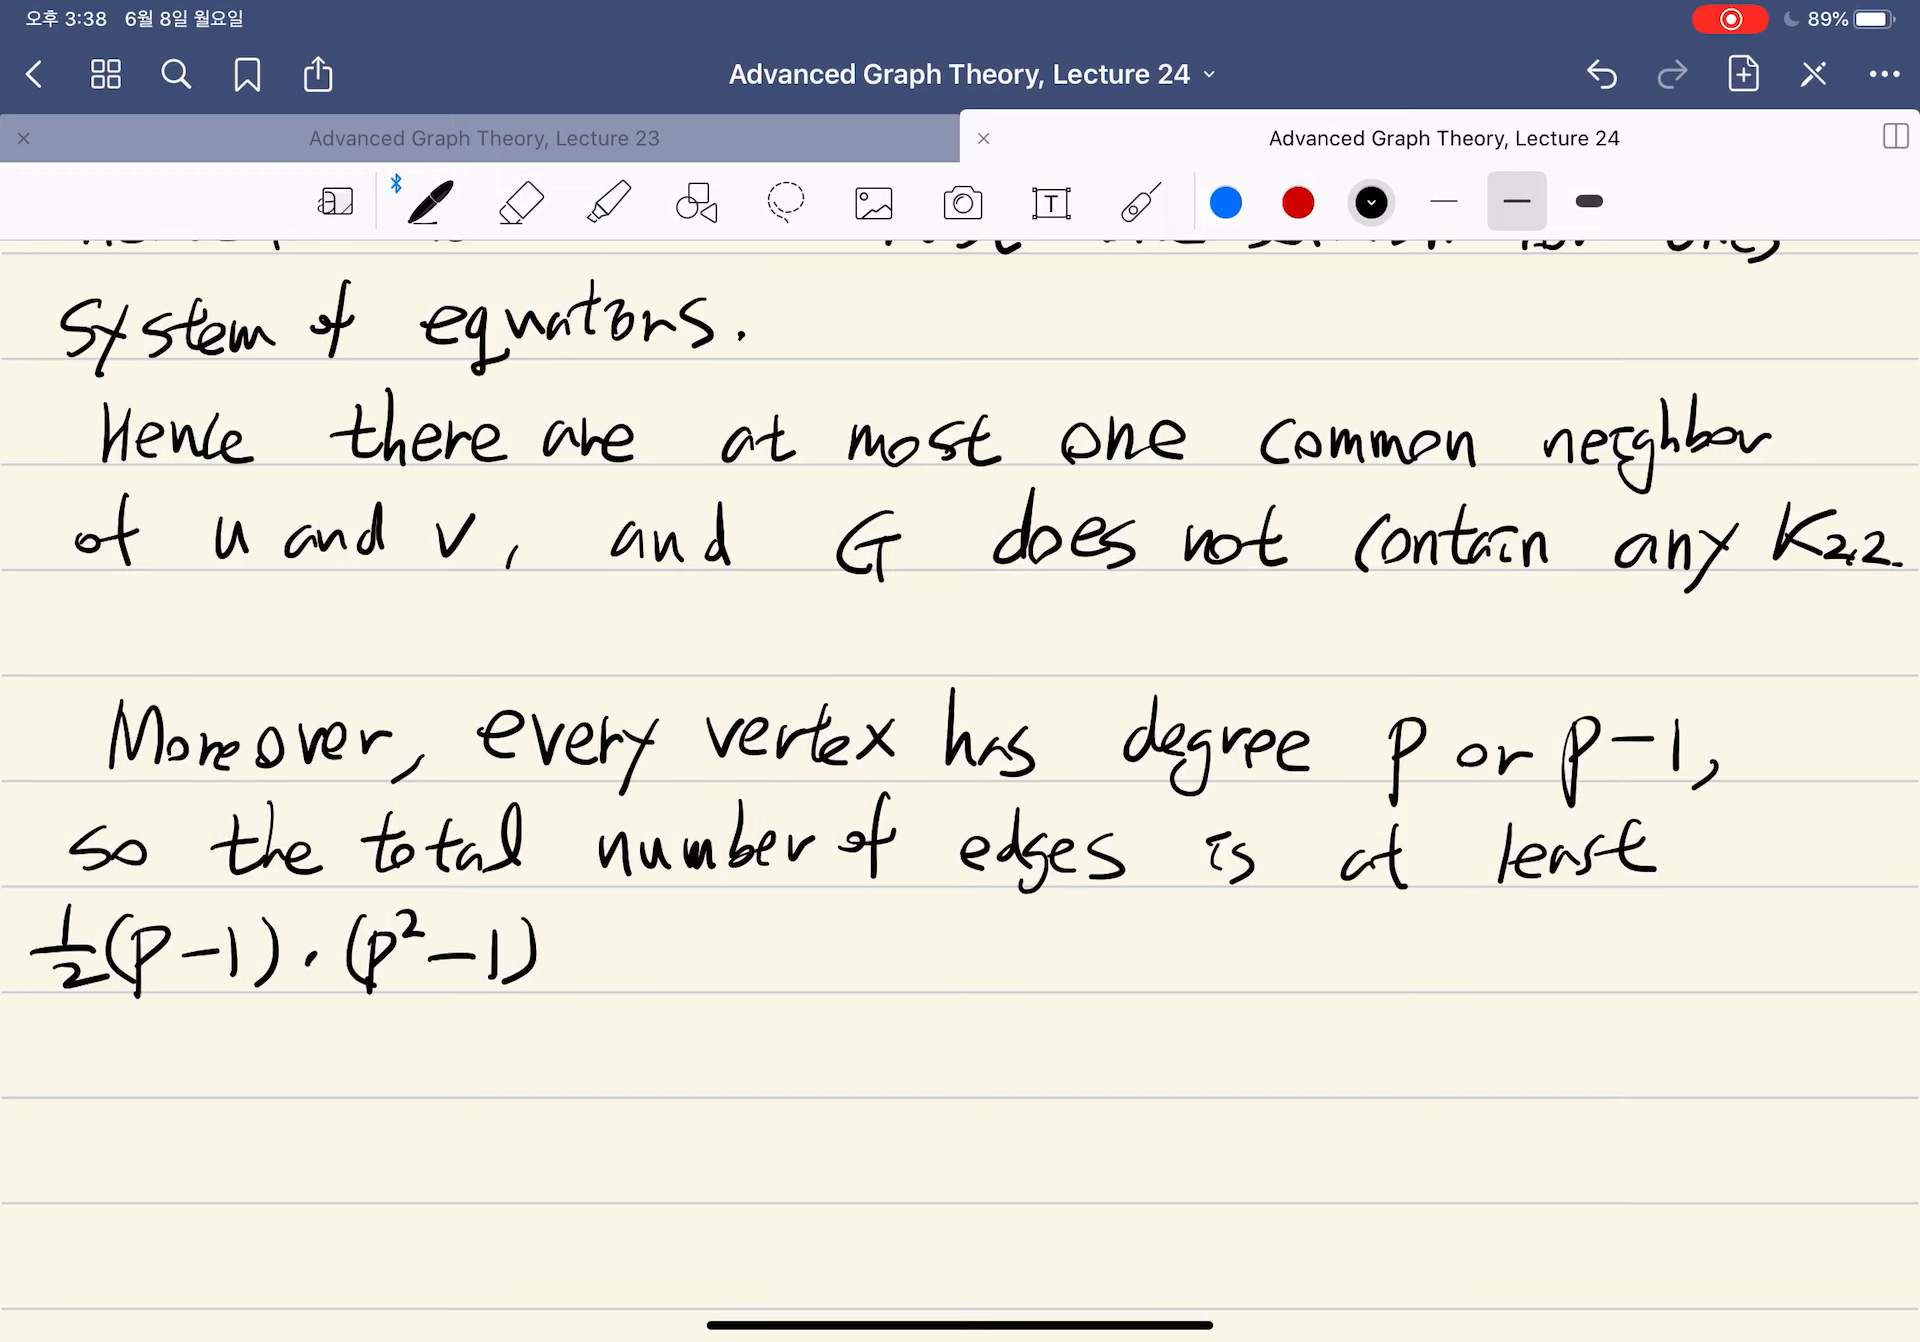 오후 3:38 6월 8일 월요일
89%
Advanced Graph Theory, Lecture 24
Advanced Graph Theory, Lecture 23
Advanced Graph Theory, Lecture 24
system of equations.
Hence there are at most one common neighbor
of u and v, and G does not contain any K2,2.
Moreover, every vertex has degree p or p-1,
so the total number of edges is at least
½(p-1)·(p²-1)